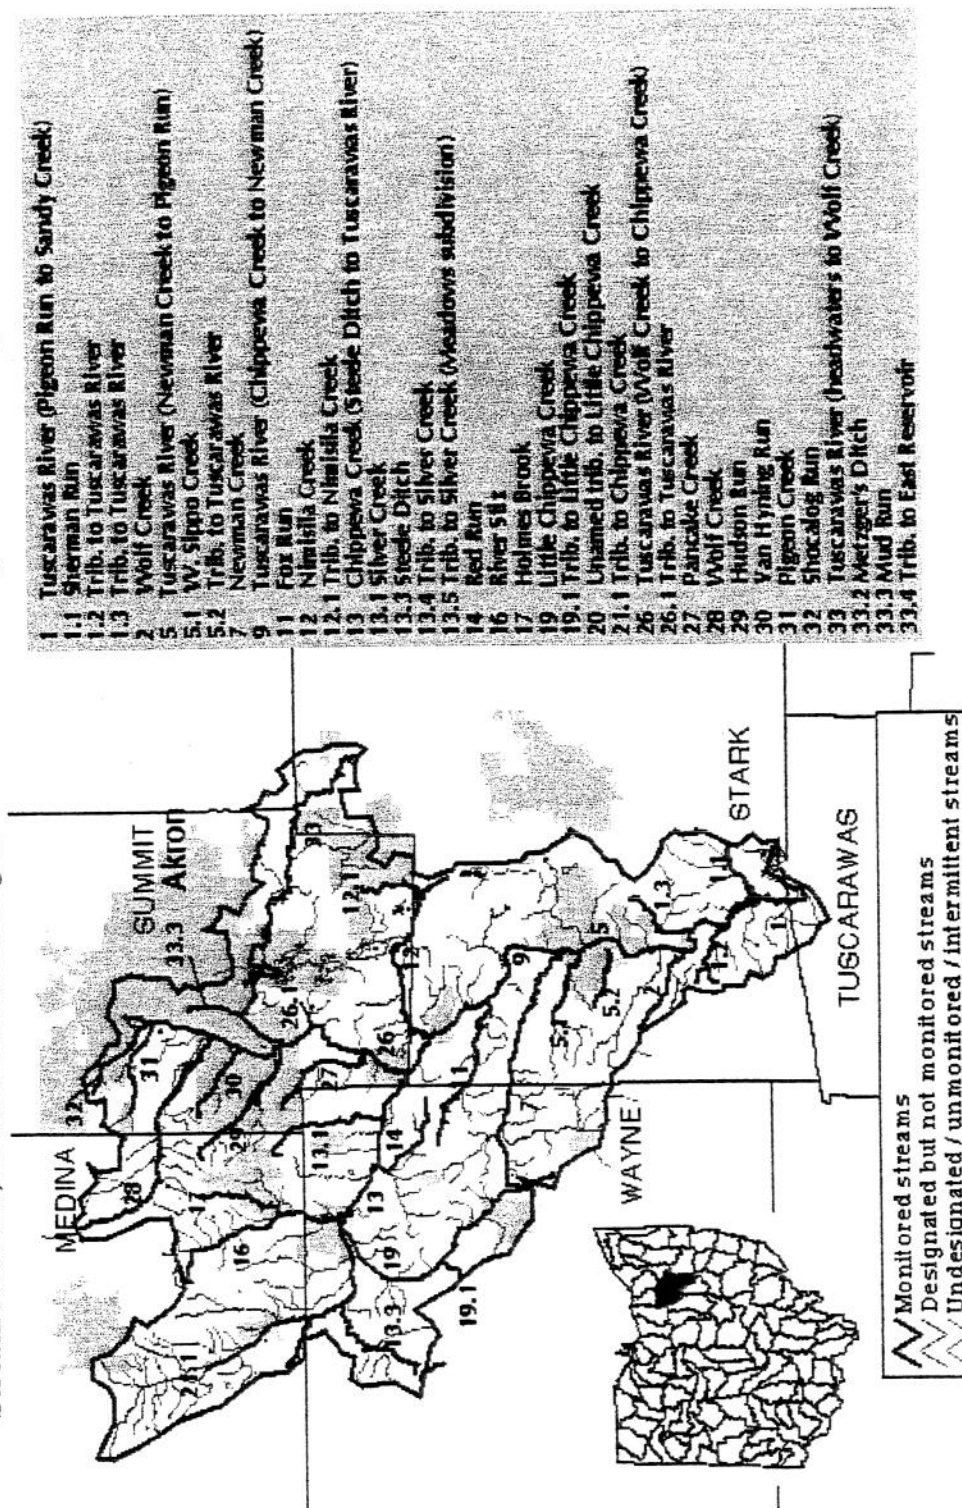 1 Tuscarawas River (Pigeon Run to Sandy Creek)
1.1 Sherman Run
1.2 Trib. to Tuscarawas River
1.3 Trib. to Tuscarawas River
2 Wolf Creek
5 Tuscarawas River (Newman Creek to Pigeon Run)
5.1 W. Sippo Creek
5.2 Trib. to Tuscarawas River
7 Newman Creek
9 Tuscarawas River (Chippewa Creek to Newman Creek)
11 Fox Run
12 Nimisila Creek
12.1 Trib. to Nimisila Creek
13 Chippewa Creek (Steele Ditch to Tuscarawas River)
13.1 Silver Creek
13.3 Steele Ditch
13.4 Trib. to Silver Creek
13.5 Trib. to Silver Creek (Meadows subdivision)
14 Red Run
16 River Styx
17 Holmes Brook
19 Little Chippewa Creek
19.1 Trib. to Little Chippewa Creek
20 Unamed trib. to Little Chippewa Creek
21.1 Trib. to Chippewa Creek
26 Tuscarawas River (Wolf Creek to Chippewa Creek)
26.1 Trib. to Tuscarawas River
27 Pancake Creek
28 Wolf Creek
29 Hudson Run
30 Van Hyning Run
31 Pigeon Creek
32 Shocalog Run
33 Tuscarawas River (headwaters to Wolf Creek)
33.2 Metzger's Ditch
33.3 Mud Run
33.4 Trib. to East Reservoir
MEDINA
SUMMIT
Akron
33.3
32
31
28
30
29
17
16
26.1
27
33
12.1
12
26
13.1
14
13
19
13.3
19.1
21.1
11
9
5
5.1
5.2
2
1.3
1.2
1.1
1
WAYNE
STARK
TUSCARAWAS
Monitored streams
Designated but not monitored streams
Undesignated / unmonitored / intermittent streams